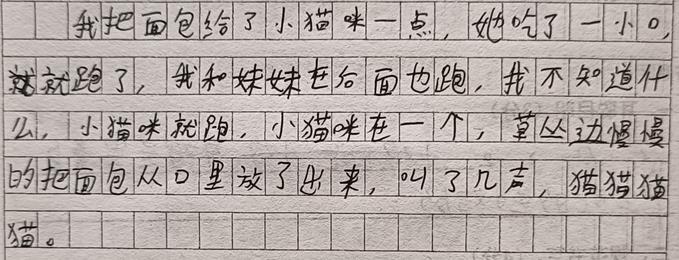 我把面包给了小猫咪一点，她吃了一小口，
就跑了，我和妹妹在后面也跑，我不知道什
么，小猫咪就跑，小猫咪在一个，草丛边慢慢
的把面包从口里放了出来，叫了几声，猫猫猫
猫。